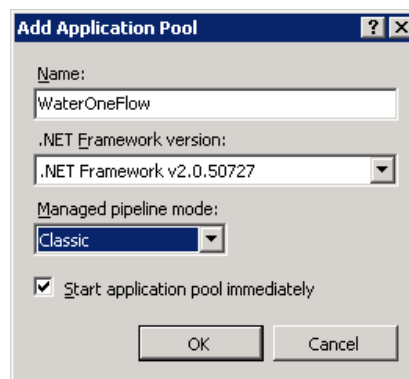 Add Application Pool
Name:
WaterOneFlow
.NET Framework version:
.NET Framework v2.0.50727
Managed pipeline mode:
Classic
Start application pool immediately
OK
Cancel